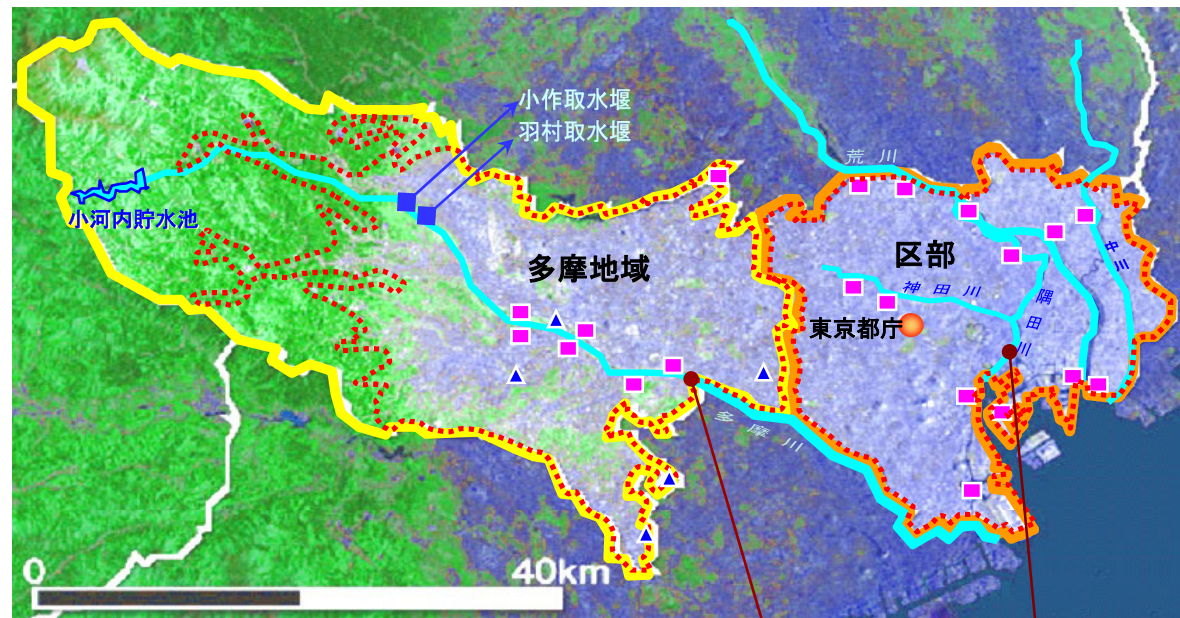 小作取水堰
羽村取水堰
荒川
小河内貯水池
多摩地域
区部
中川
神田川
隅田川
東京都庁
多摩川
0
40km